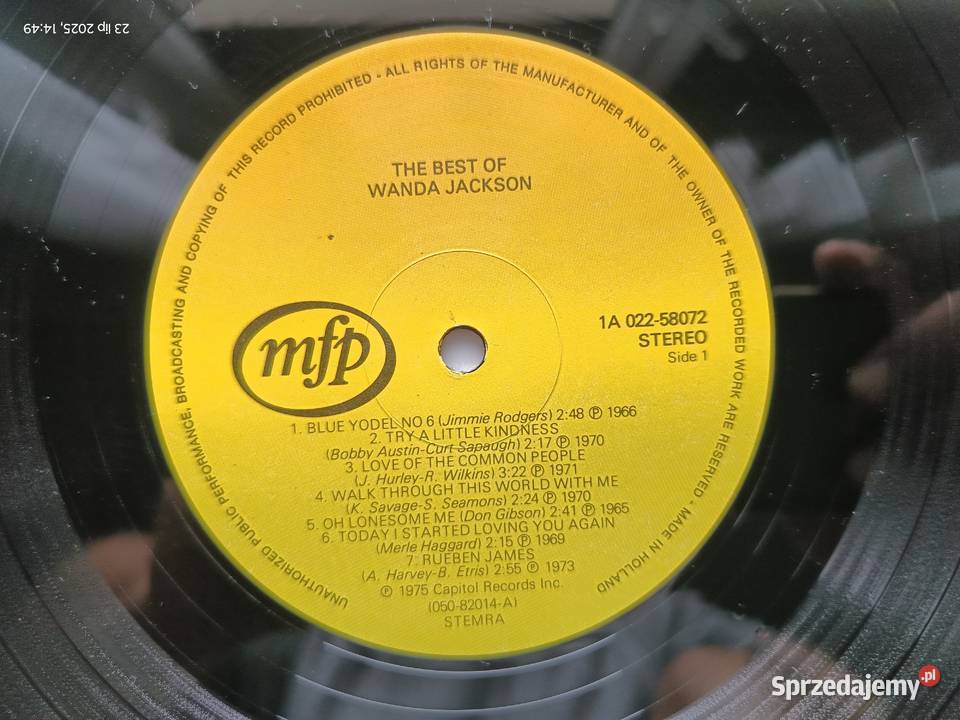 23 lip 2025, 14:49
UNAUTHORIZED PUBLIC PERFORMANCE, BROADCASTING AND COPYING OF THIS RECORD PROHIBITED - ALL RIGHTS OF THE MANUFACTURER AND OF THE OWNER OF THE RECORDED WORK ARE RESERVED - MADE IN HOLLAND
THE BEST OF
WANDA JACKSON
mfp
1A 022-58072
STEREO
Side 1
1. BLUE YODEL NO 6 (Jimmie Rodgers) 2:48 ℗ 1966
2. TRY A LITTLE KINDNESS
(Bobby Austin-Curt Sapaugh) 2:17 ℗ 1970
3. LOVE OF THE COMMON PEOPLE
(J. Hurley-R. Wilkins) 3:22 ℗ 1971
4. WALK THROUGH THIS WORLD WITH ME
(K. Savage-S. Seamons) 2:24 ℗ 1970
5. OH LONESOME ME (Don Gibson) 2:41 ℗ 1965
6. TODAY I STARTED LOVING YOU AGAIN
(Merle Haggard) 2:15 ℗ 1969
7. RUEBEN JAMES
(A. Harvey-B. Etris) 2:55 ℗ 1973
℗ 1975 Capitol Records Inc.
(050-82014-A)
STEMRA
Sprzedajemy.pl